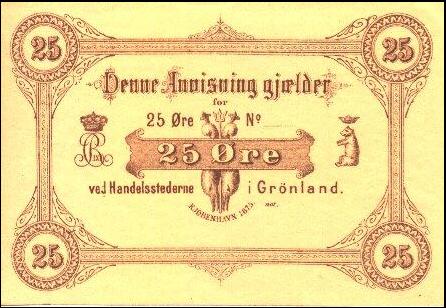 25 25
Denne Anvisning gjælder
for
25 Øre No
25 Øre
ved Handelsstederne i Grönland.
KJØBENHAVN 1875
25 25